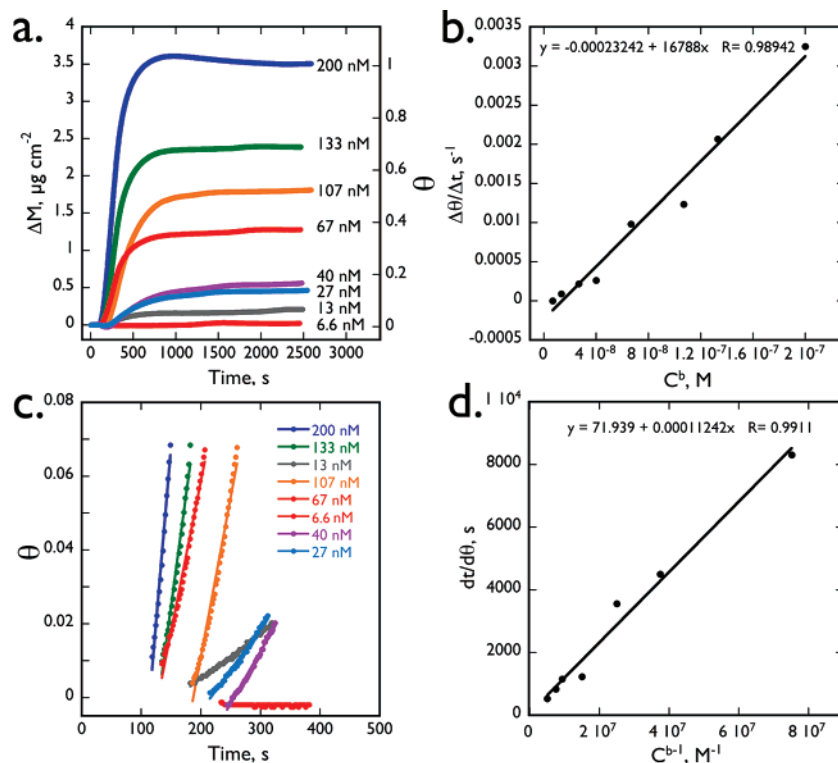 a.
ΔM, µg cm-2
4
3.5
3
2.5
2
1.5
1
0.5
0
0 500 1000 1500 2000 2500 3000
Time, s
200 nM
133 nM
107 nM
67 nM
40 nM
27 nM
13 nM
6.6 nM
1
0.8
0.6
0.4
0.2
0
θ
b.
y = -0.00023242 + 16788x R= 0.98942
Δθ/Δt, s-1
0.0035
0.003
0.0025
0.002
0.0015
0.001
0.0005
0
-0.0005
0 4 10-8 8 10-8 1.2 10-7 1.6 10-7 2 10-7
Cb, M
c.
θ
0.08
0.06
0.04
0.02
0
0 100 200 300 400 500
Time, s
200 nM
133 nM
13 nM
107 nM
67 nM
6.6 nM
40 nM
27 nM
d.
y = 71.939 + 0.00011242x R= 0.9911
dt/dθ, s
1 104
8000
6000
4000
2000
0
0 2 107 4 107 6 107 8 107
Cb-1, M-1